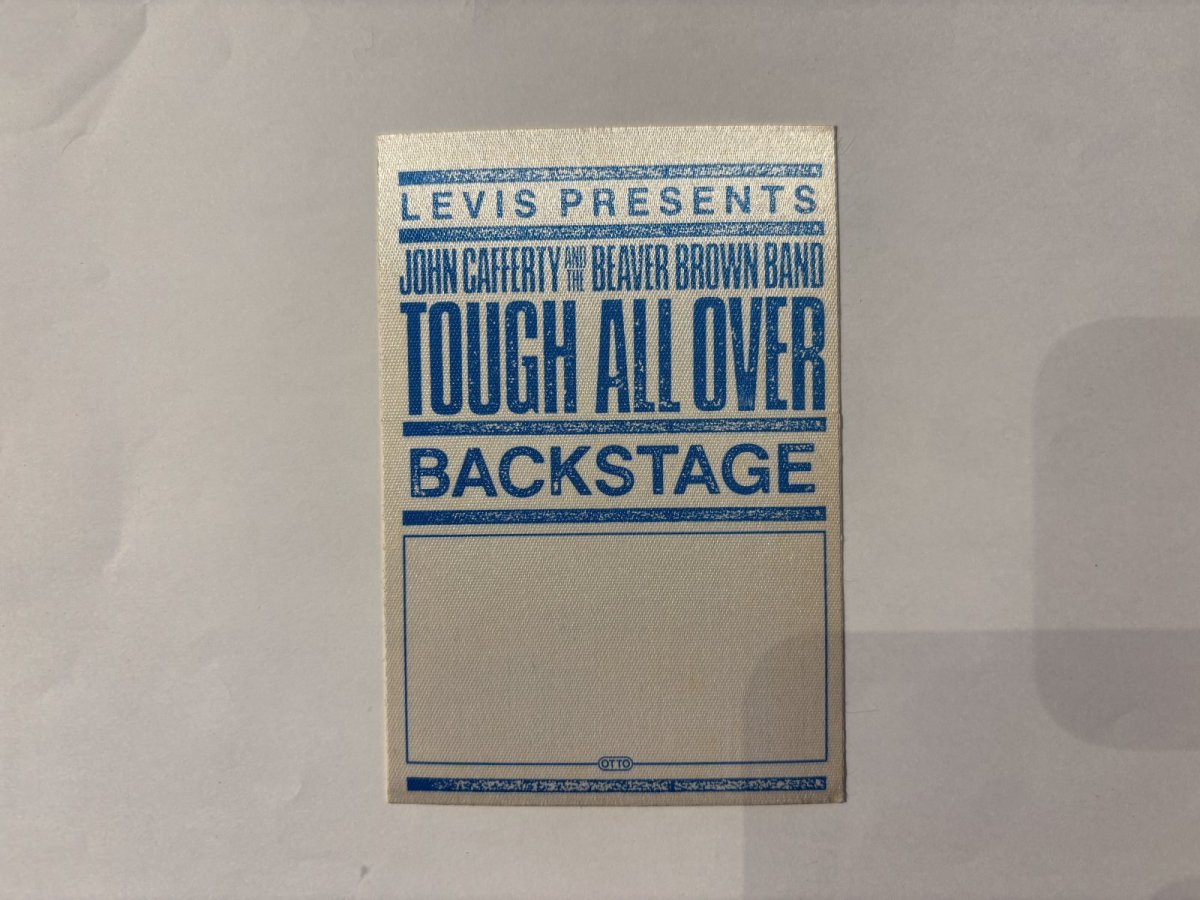 LEVIS PRESENTS
JOHN CAFFERTY AND THE BEAVER BROWN BAND
TOUGH ALL OVER
BACKSTAGE
OTTO